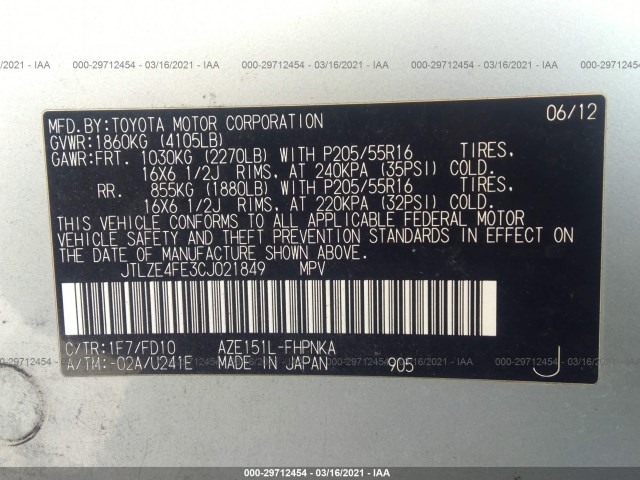 000-29712454 - 03/16/2021 - IAA
MFD.BY:TOYOTA MOTOR CORPORATION 06/12
GVWR:1860KG (4105LB)
GAWR:FRT. 1030KG (2270LB) WITH P205/55R16 TIRES,
16X6 1/2J RIMS, AT 240KPA (35PSI) COLD.
RR. 855KG (1880LB) WITH P205/55R16 TIRES,
16X6 1/2J RIMS, AT 220KPA (32PSI) COLD.
THIS VEHICLE CONFORMS TO ALL APPLICABLE FEDERAL MOTOR
VEHICLE SAFETY AND THEFT PREVENTION STANDARDS IN EFFECT ON
THE DATE OF MANUFACTURE SHOWN ABOVE.
JTLZE4FE3CJ021849 MPV
C/TR:1F7/FD10 AZE151L-FHPNKA
A/TM:-02A/U241E MADE IN JAPAN 905 J
000-29712454 - 03/16/2021 - IAA